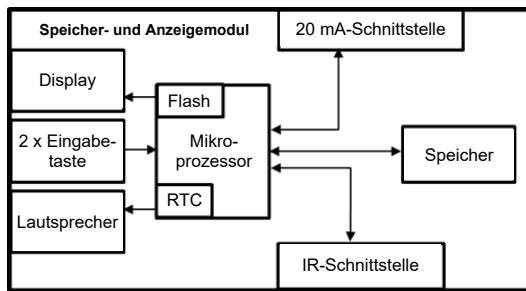 Speicher- und Anzeigemodul
20 mA-Schnittstelle
Display
Flash
2 x Eingabe-
taste
Mikro-
prozessor
Speicher
RTC
Lautsprecher
IR-Schnittstelle